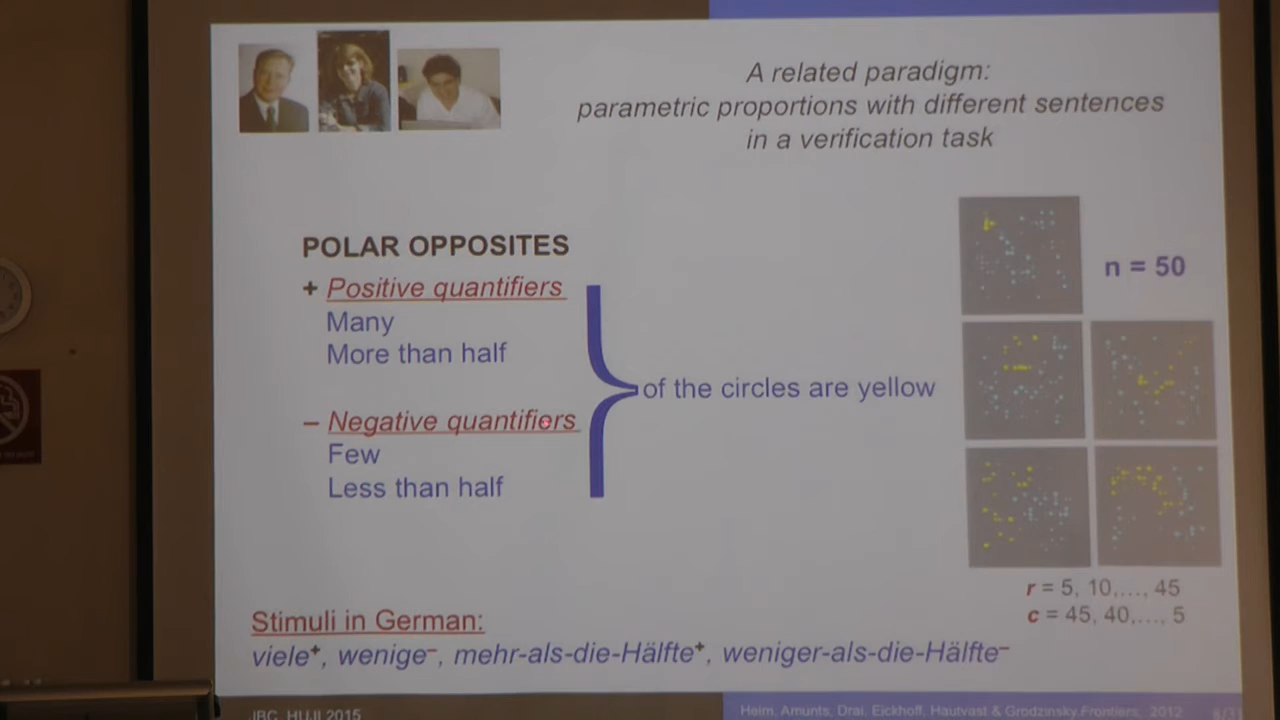 A related paradigm:
parametric proportions with different sentences
in a verification task
POLAR OPPOSITES
+ Positive quantifiers
Many
More than half
– Negative quantifiers
Few
Less than half
of the circles are yellow
n = 50
r = 5, 10,…, 45
c = 45, 40,…, 5
Stimuli in German:
viele⁺, wenige⁻, mehr-als-die-Hälfte⁺, weniger-als-die-Hälfte⁻
JBC, HUJI 2015
Heim, Amunts, Drai, Eickhoff, Hautvast & Grodzinsky, Frontiers, 2012